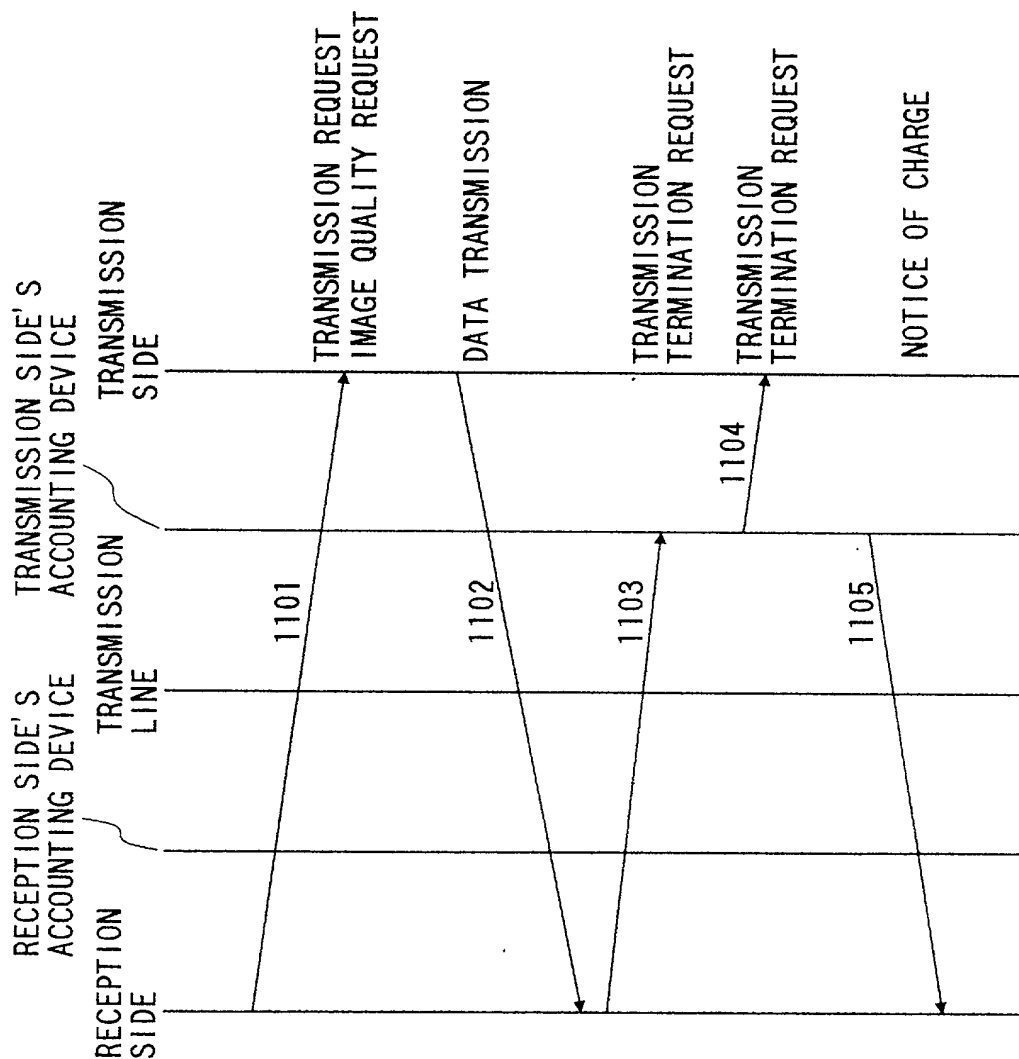 RECEPTION SIDE'S
ACCOUNTING DEVICE
TRANSMISSION SIDE'S
ACCOUNTING DEVICE
RECEPTION
SIDE
TRANSMISSION
LINE
TRANSMISSION
SIDE
1101
TRANSMISSION REQUEST
IMAGE QUALITY REQUEST
1102
DATA TRANSMISSION
1103
TRANSMISSION
TERMINATION REQUEST
1104
TRANSMISSION
TERMINATION REQUEST
1105
NOTICE OF CHARGE